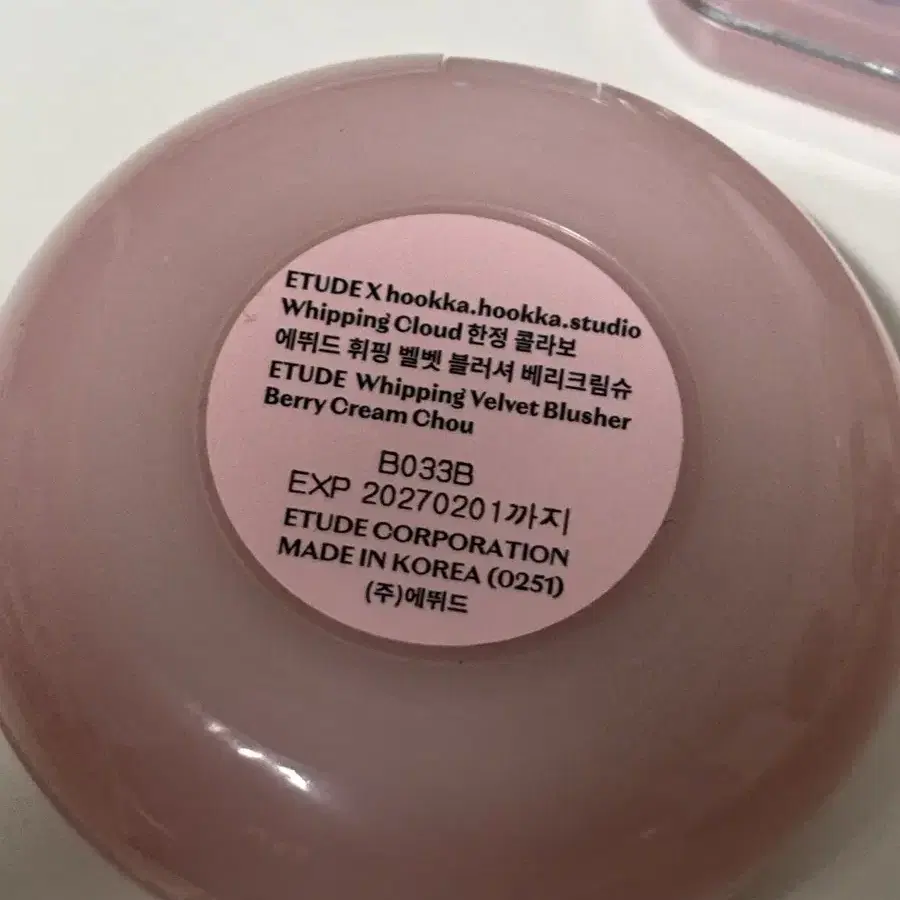 ETUDE X hookka.hookka.studio
Whipping Cloud 한정 콜라보
에뛰드 휘핑 벨벳 블러셔 베리크림슈
ETUDE Whipping Velvet Blusher
Berry Cream Chou
B033B
EXP 20270201까지
ETUDE CORPORATION
MADE IN KOREA (0251)
(주)에뛰드